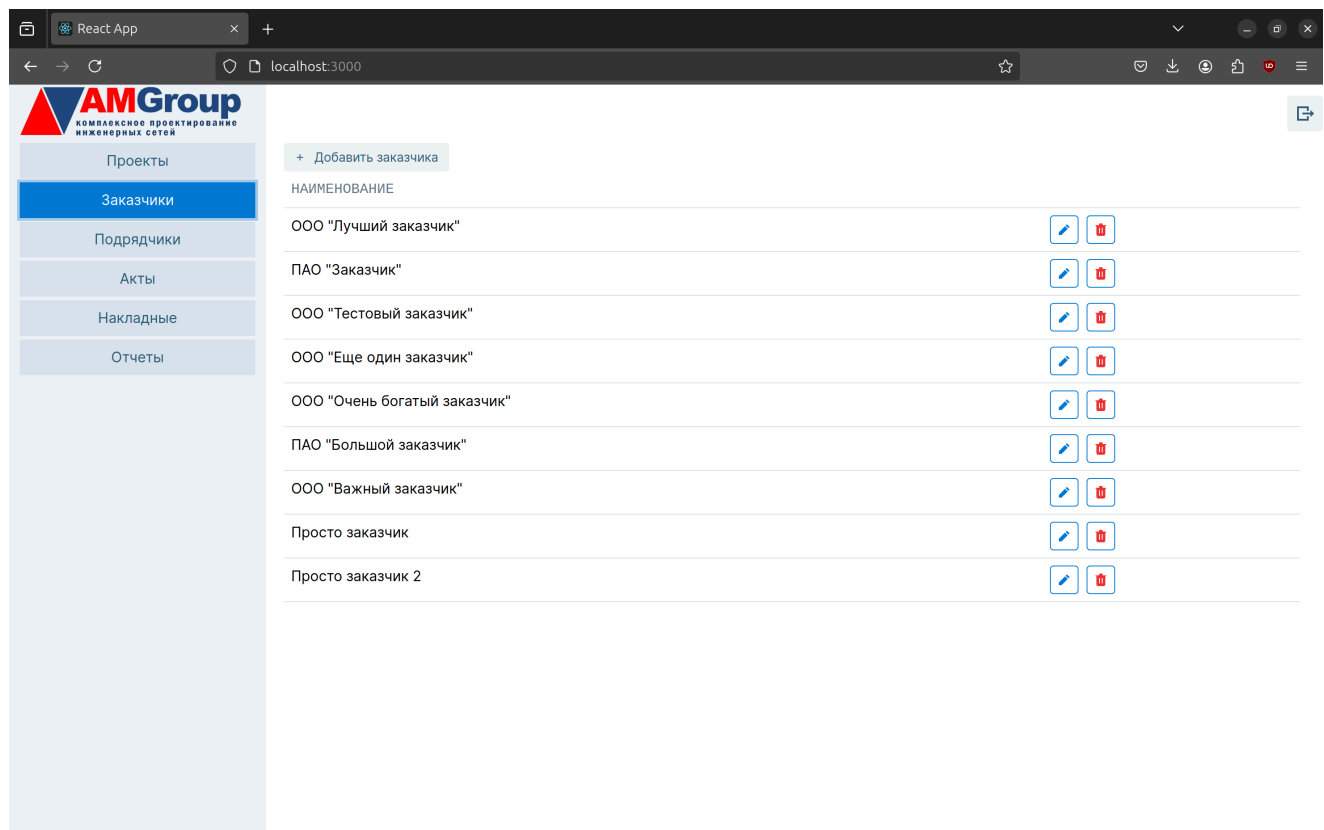 React App
localhost:3000
AMGroup
комплексное проектирование
инженерных сетей
Проекты
Заказчики
Подрядчики
Акты
Накладные
Отчеты
+ Добавить заказчика
НАИМЕНОВАНИЕ
ООО "Лучший заказчик"
ПАО "Заказчик"
ООО "Тестовый заказчик"
ООО "Еще один заказчик"
ООО "Очень богатый заказчик"
ПАО "Большой заказчик"
ООО "Важный заказчик"
Просто заказчик
Просто заказчик 2